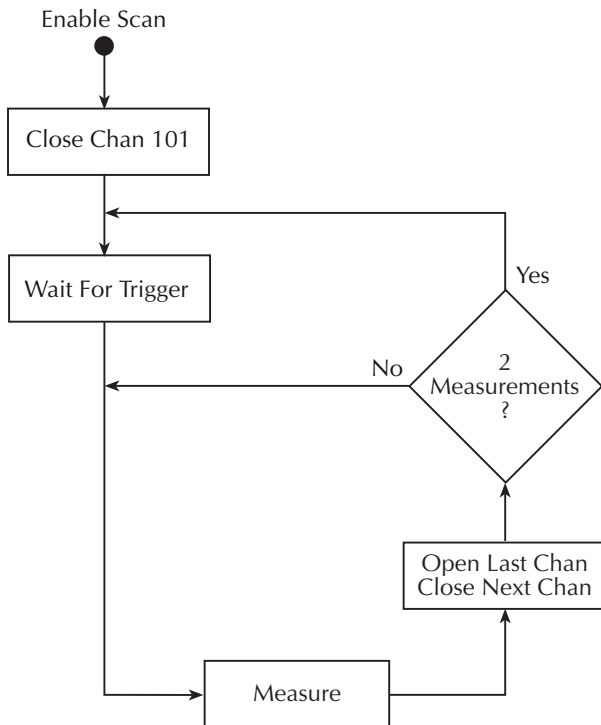 Enable Scan
Close Chan 101
Wait For Trigger
Yes
No
2
Measurements
?
Open Last Chan
Close Next Chan
Measure